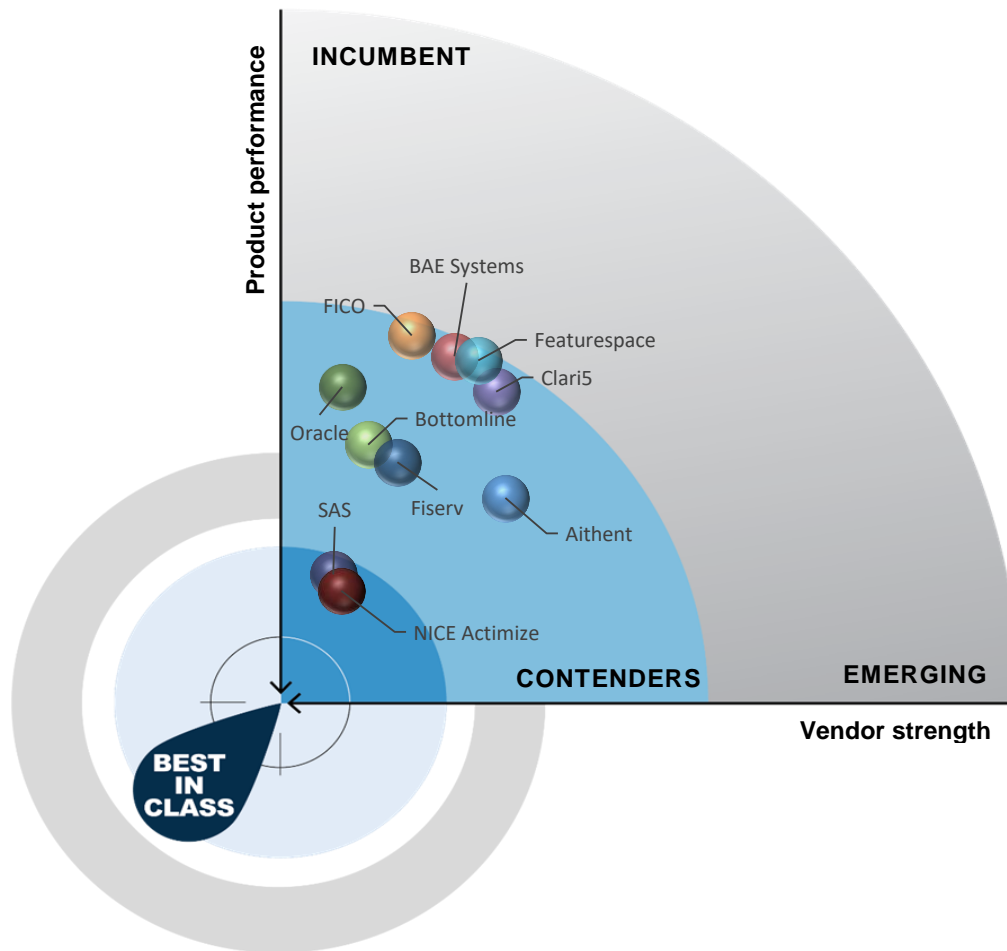 INCUMBENT
Product performance
BAE Systems
FICO
Featurespace
Clari5
Oracle
Bottomline
Fiserv
SAS
Aithent
NICE Actimize
CONTENDERS
EMERGING
Vendor strength
BEST
IN
CLASS